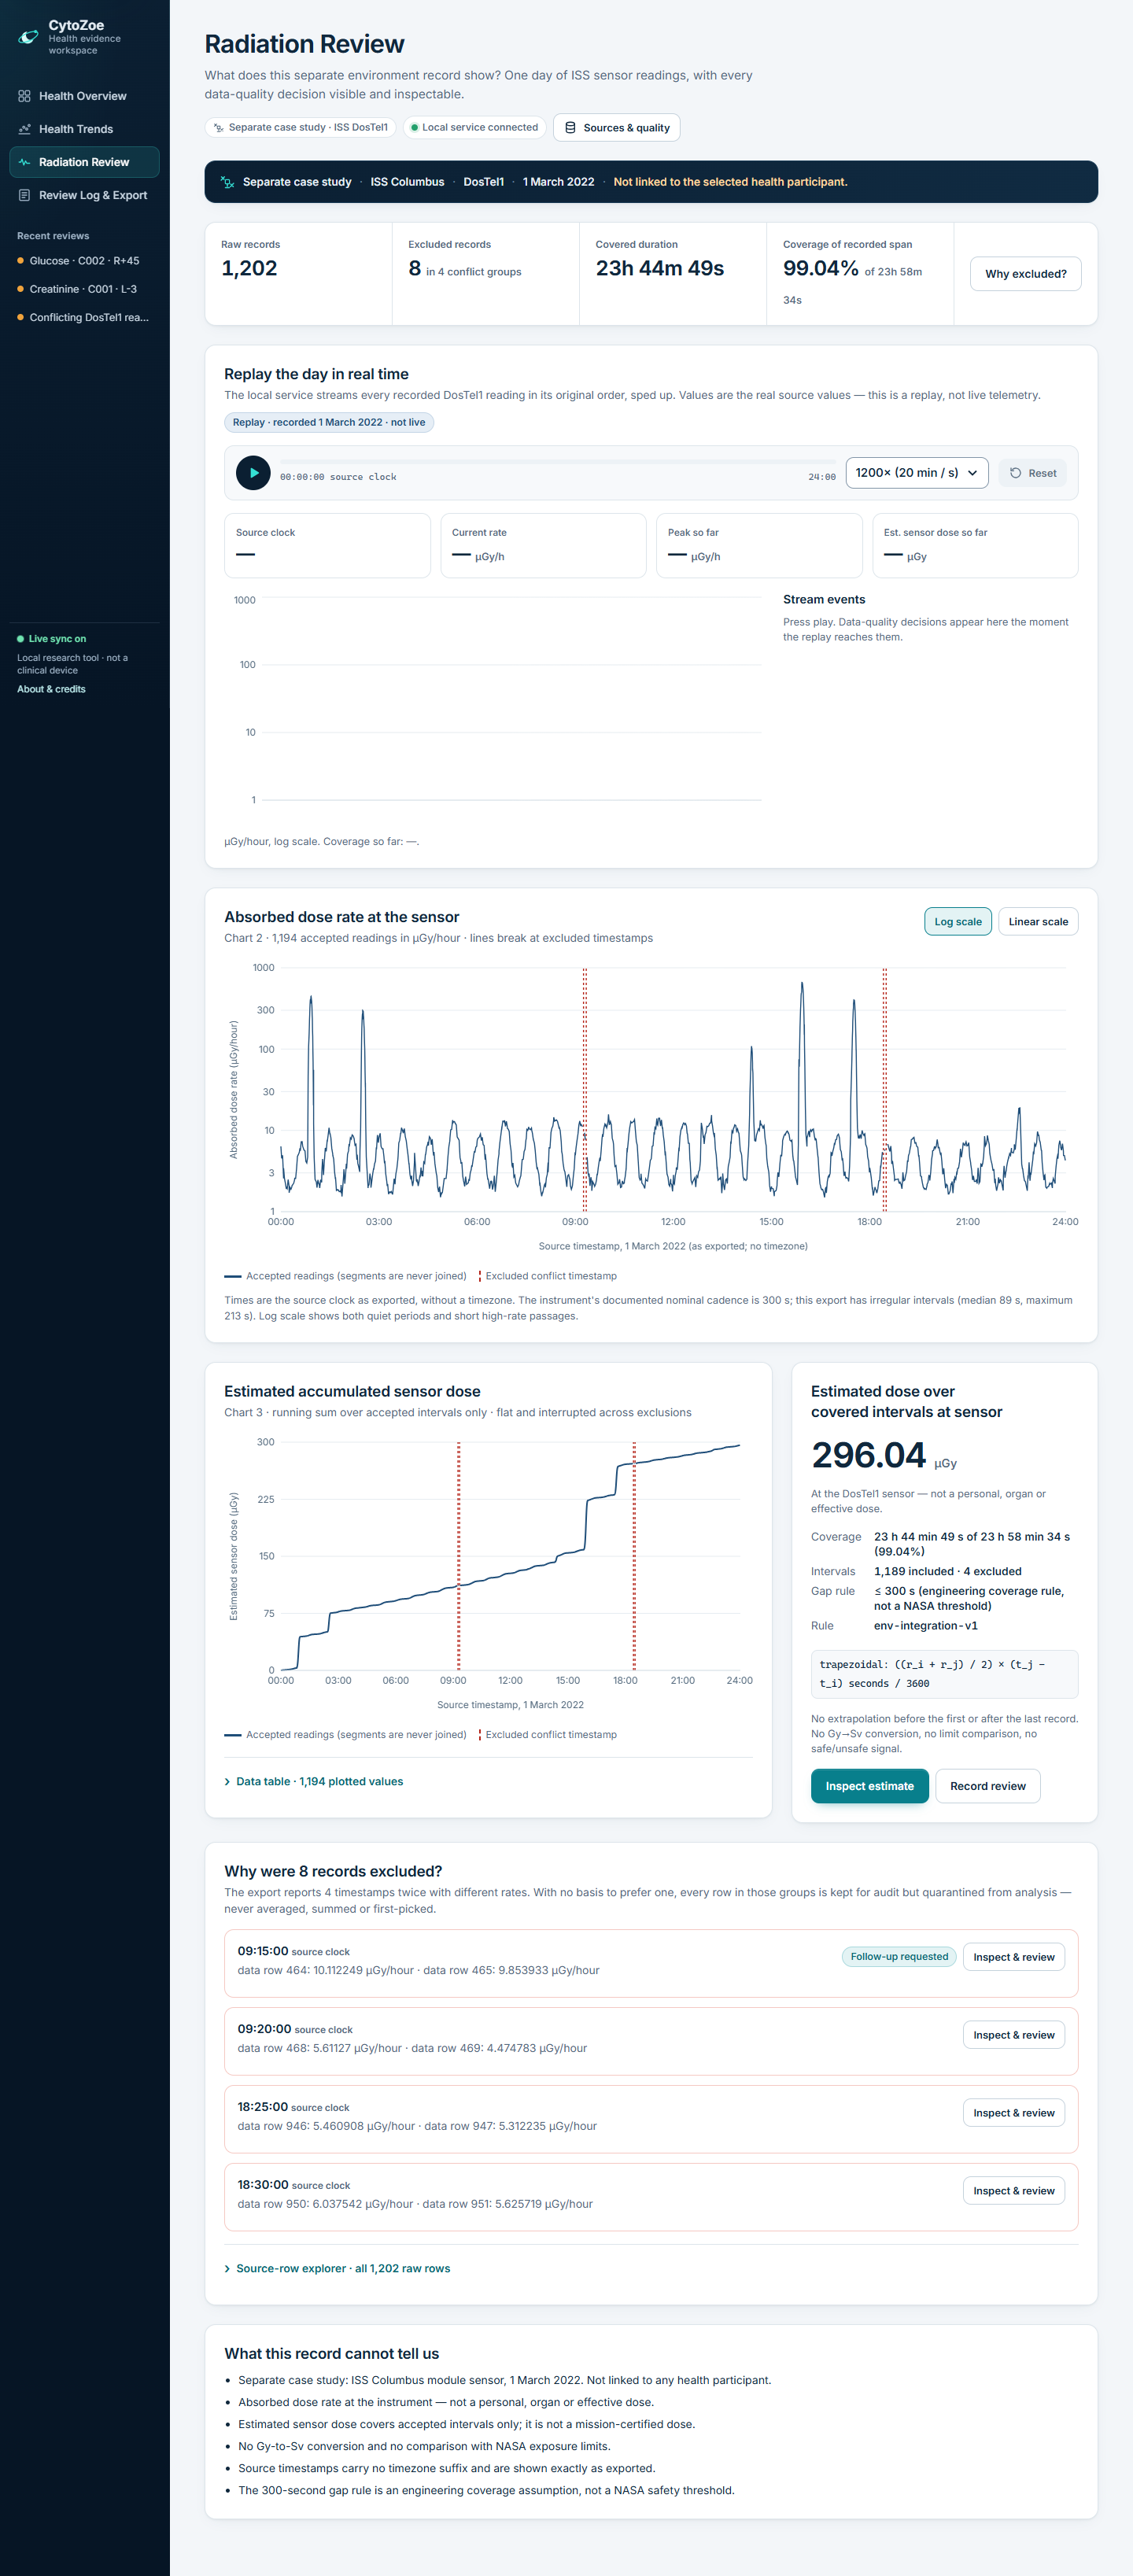 CytoZoe
Health evidence
workspace
Health Overview
Health Trends
Radiation Review
Review Log & Export
Recent reviews
Glucose · C002 · R+45
Creatinine · C001 · L-3
Conflicting DosTel1 rea...
Live sync on
Local research tool · not a
clinical device
About & credits
Radiation Review
What does this separate environment record show? One day of ISS sensor readings, with every
data-quality decision visible and inspectable.
Separate case study · ISS DosTel1
Local service connected
Sources & quality
Separate case study · ISS Columbus · DosTel1 · 1 March 2022 · Not linked to the selected health participant.
Raw records
1,202
Excluded records
8 in 4 conflict groups
Covered duration
23h 44m 49s
Coverage of recorded span
99.04% of 23h 58m
34s
Why excluded?
Replay the day in real time
The local service streams every recorded DosTel1 reading in its original order, sped up. Values are the real source values — this is a replay, not live telemetry.
Replay · recorded 1 March 2022 · not live
00:00:00 source clock
24:00
1200× (20 min / s)
Reset
Source clock
—
Current rate
— µGy/h
Peak so far
— µGy/h
Est. sensor dose so far
— µGy
1000
100
10
1
Stream events
Press play. Data-quality decisions appear here the moment
the replay reaches them.
µGy/hour, log scale. Coverage so far: —.
Absorbed dose rate at the sensor
Chart 2 · 1,194 accepted readings in µGy/hour · lines break at excluded timestamps
Log scale
Linear scale
Absorbed dose rate (µGy/hour)
1000
300
100
30
10
3
1
00:00 03:00 06:00 09:00 12:00 15:00 18:00 21:00 24:00
Source timestamp, 1 March 2022 (as exported; no timezone)
Accepted readings (segments are never joined) Excluded conflict timestamp
Times are the source clock as exported, without a timezone. The instrument's documented nominal cadence is 300 s; this export has irregular intervals (median 89 s, maximum
213 s). Log scale shows both quiet periods and short high-rate passages.
Estimated accumulated sensor dose
Chart 3 · running sum over accepted intervals only · flat and interrupted across exclusions
Estimated sensor dose (µGy)
300
225
150
75
0
00:00 03:00 06:00 09:00 12:00 15:00 18:00 21:00 24:00
Source timestamp, 1 March 2022
Accepted readings (segments are never joined) Excluded conflict timestamp
Data table · 1,194 plotted values
Estimated dose over
covered intervals at sensor
296.04 µGy
At the DosTel1 sensor — not a personal, organ or
effective dose.
Coverage 23 h 44 min 49 s of 23 h 58 min 34 s
(99.04%)
Intervals 1,189 included · 4 excluded
Gap rule ≤ 300 s (engineering coverage rule,
not a NASA threshold)
Rule env-integration-v1
trapezoidal: ((r_i + r_j) / 2) × (t_j −
t_i) seconds / 3600
No extrapolation before the first or after the last record.
No Gy→Sv conversion, no limit comparison, no
safe/unsafe signal.
Inspect estimate
Record review
Why were 8 records excluded?
The export reports 4 timestamps twice with different rates. With no basis to prefer one, every row in those groups is kept for audit but quarantined from analysis —
never averaged, summed or first-picked.
09:15:00 source clock
data row 464: 10.112249 µGy/hour · data row 465: 9.853933 µGy/hour
Follow-up requested
Inspect & review
09:20:00 source clock
data row 468: 5.61127 µGy/hour · data row 469: 4.474783 µGy/hour
Inspect & review
18:25:00 source clock
data row 946: 5.460908 µGy/hour · data row 947: 5.312235 µGy/hour
Inspect & review
18:30:00 source clock
data row 950: 6.037542 µGy/hour · data row 951: 5.625719 µGy/hour
Inspect & review
Source-row explorer · all 1,202 raw rows
What this record cannot tell us
• Separate case study: ISS Columbus module sensor, 1 March 2022. Not linked to any health participant.
• Absorbed dose rate at the instrument — not a personal, organ or effective dose.
• Estimated sensor dose covers accepted intervals only; it is not a mission-certified dose.
• No Gy-to-Sv conversion and no comparison with NASA exposure limits.
• Source timestamps carry no timezone suffix and are shown exactly as exported.
• The 300-second gap rule is an engineering coverage assumption, not a NASA safety threshold.